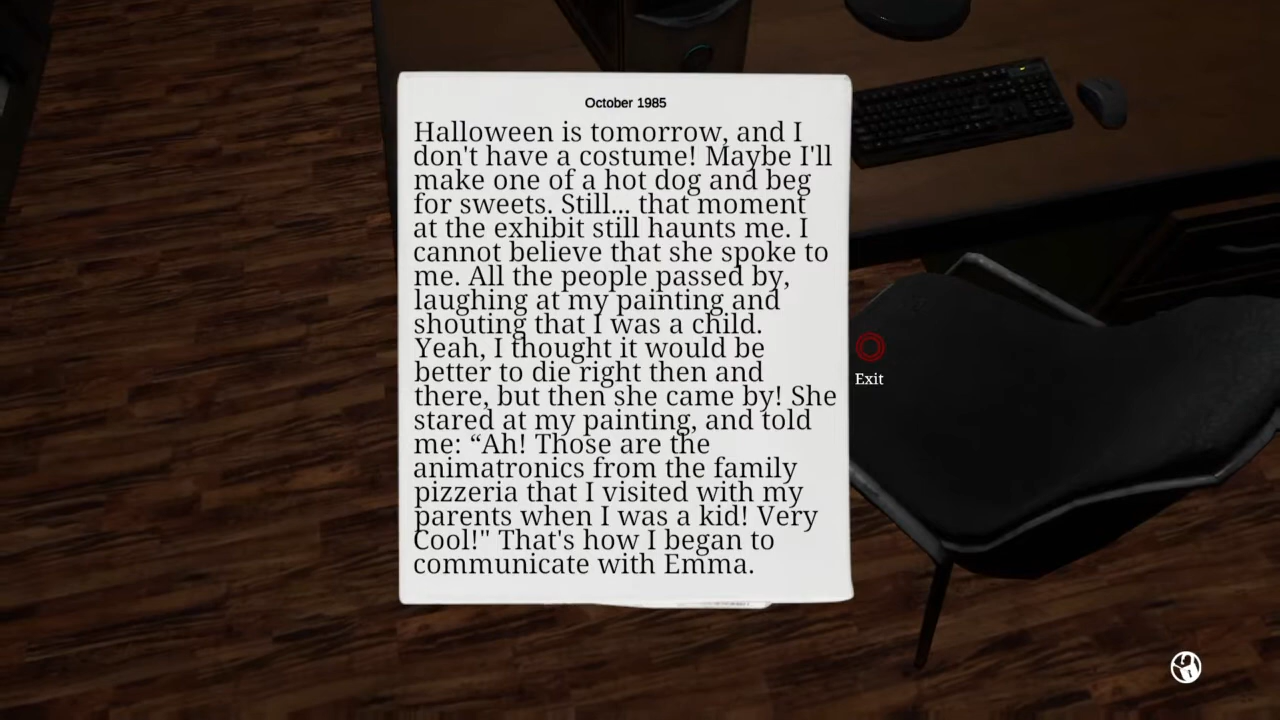 October 1985
Halloween is tomorrow, and I
don't have a costume! Maybe I'll
make one of a hot dog and beg
for sweets. Still... that moment
at the exhibit still haunts me. I
cannot believe that she spoke to
me. All the people passed by,
laughing at my painting and
shouting that I was a child.
Yeah, I thought it would be
better to die right then and
there, but then she came by! She
stared at my painting, and told
me: “Ah! Those are the
animatronics from the family
pizzeria that I visited with my
parents when I was a kid! Very
Cool!" That's how I began to
communicate with Emma.
Exit